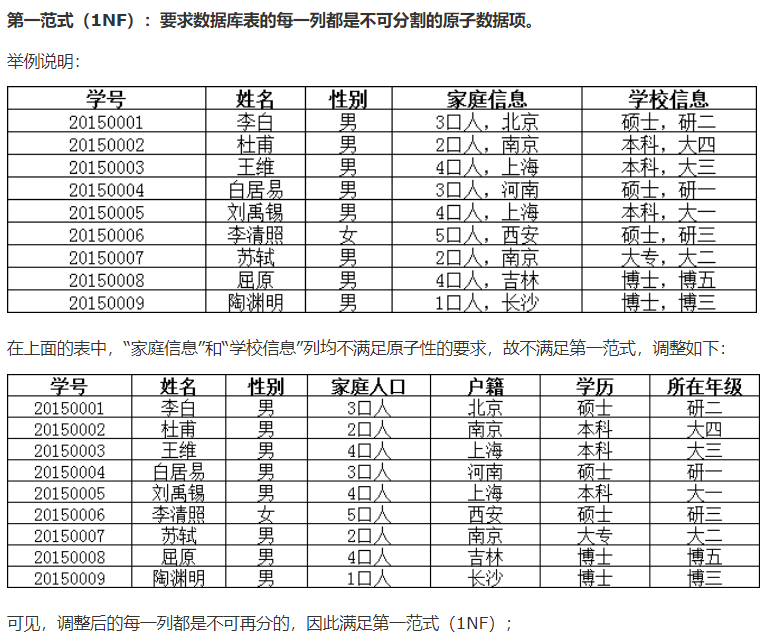 第一范式（1NF）：要求数据库表的每一列都是不可分割的原子数据项。
举例说明：
学号 姓名 性别 家庭信息 学校信息
20150001 李白 男 3口人，北京 硕士，研二
20150002 杜甫 男 2口人，南京 本科，大四
20150003 王维 男 4口人，上海 本科，大三
20150004 白居易 男 3口人，河南 硕士，研一
20150005 刘禹锡 男 4口人，上海 本科，大一
20150006 李清照 女 5口人，西安 硕士，研三
20150007 苏轼 男 2口人，南京 大专，大二
20150008 屈原 男 4口人，吉林 博士，博五
20150009 陶渊明 男 1口人，长沙 博士，博三
在上面的表中，“家庭信息”和“学校信息”列均不满足原子性的要求，故不满足第一范式，调整如下：
学号 姓名 性别 家庭人口 户籍 学历 所在年级
20150001 李白 男 3口人 北京 硕士 研二
20150002 杜甫 男 2口人 南京 本科 大四
20150003 王维 男 4口人 上海 本科 大三
20150004 白居易 男 3口人 河南 硕士 研一
20150005 刘禹锡 男 4口人 上海 本科 大一
20150006 李清照 女 5口人 西安 硕士 研三
20150007 苏轼 男 2口人 南京 大专 大二
20150008 屈原 男 4口人 吉林 博士 博五
20150009 陶渊明 男 1口人 长沙 博士 博三
可见，调整后的每一列都是不可再分的，因此满足第一范式（1NF）；